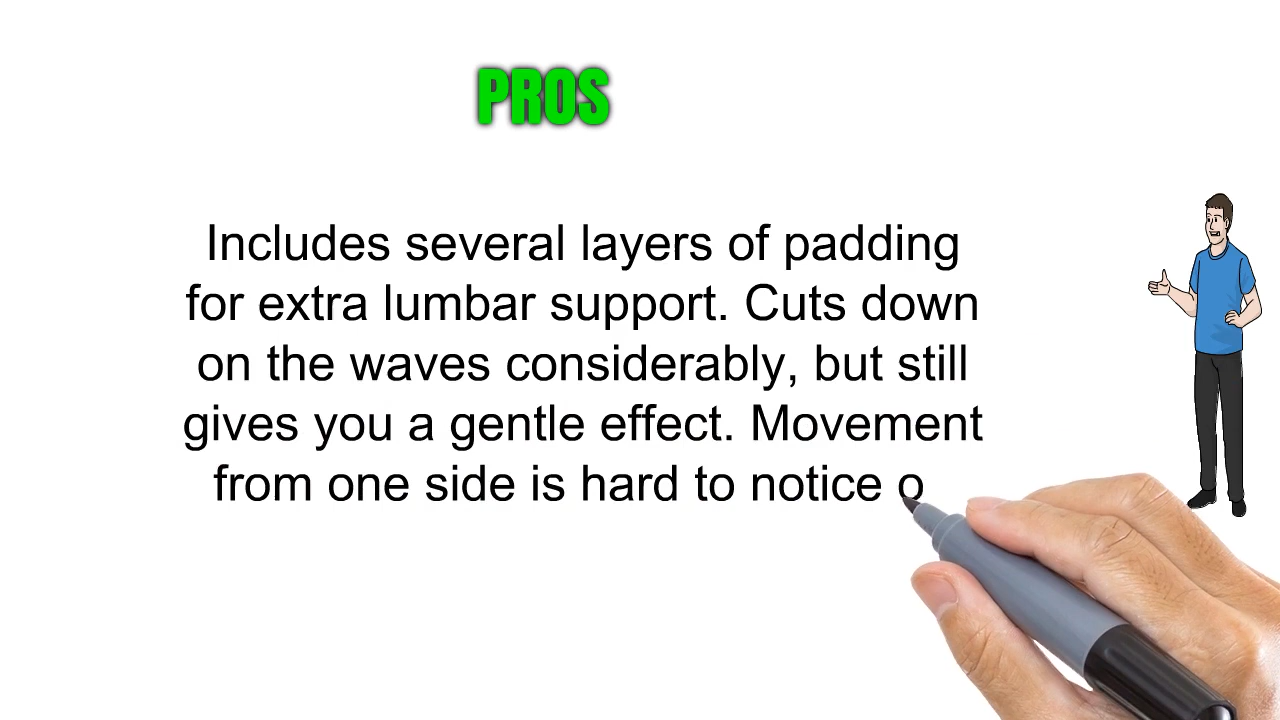 PROS
Includes several layers of padding
for extra lumbar support. Cuts down
on the waves considerably, but still
gives you a gentle effect. Movement
from one side is hard to notice o